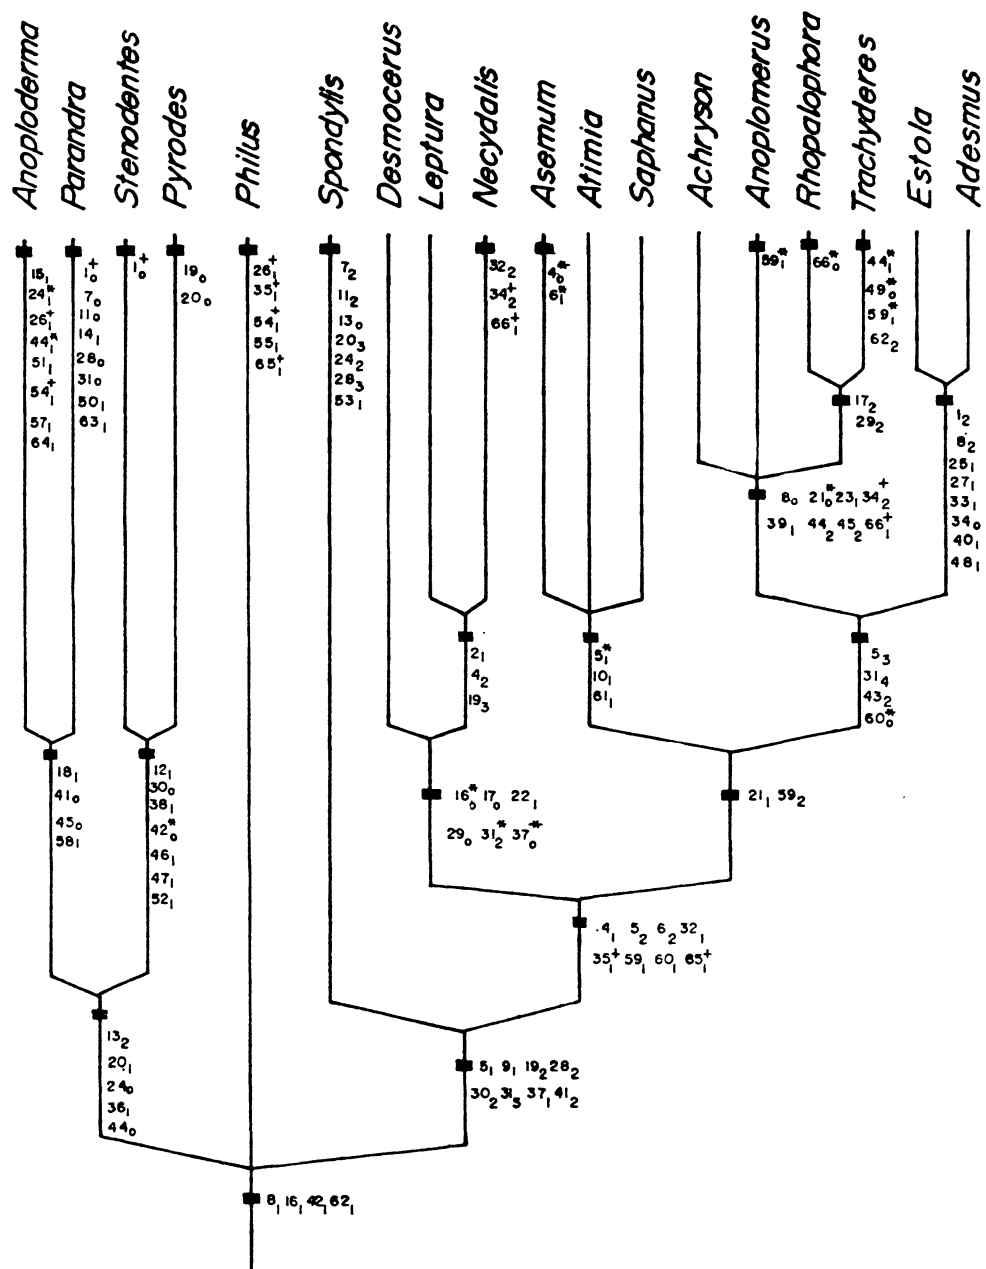 Anoploderma
Parandra
Stenodentes
Pyrodes
Philus
Spondylis
Desmocerus
Leptura
Necydalis
Asemum
Atimia
Saphanus
Achryson
Anoplomerus
Rhopalophora
Trachyderes
Estola
Adesmus
15₁
24₁*
26₁⁺
44₁*
51₁
54₁⁺
57₁
64₁
1₀⁺
7₀
11₀
14₁
28₀
31₀
50₁
63₁
1₀⁺
19₀
20₀
26₁⁺
35₁⁺
54₁⁺
55₁
65₁⁺
7₂
11₂
13₀
20₃
24₂
28₃
53₁
32₂
34₂⁺
66₁⁺
4₀*
6₁*
59₁*
66₀*
44₁*
49₀*
59₁*
62₂
17₂
29₂
1₂
8₂
25₁
27₁
33₁
34₀
40₁
48₁
8₀ 21₀* 23₁ 34₂⁺
39₁ 44₂ 45₂ 66₁⁺
2₁
4₂
19₃
5₁*
10₁
61₁
5₃
31₄
43₂
60₀*
18₁
41₀
45₀
58₁
12₁
30₀
38₁
42₀*
46₁
47₁
52₁
16₀* 17₀ 22₁
29₀ 31₂* 37₀*
21₁ 59₂
4₁ 5₂ 6₂ 32₁
35₁⁺ 59₁ 60₁ 65₁⁺
13₂
20₁
24₀
36₁
44₀
5₁ 9₁ 19₂ 28₂
30₂ 31₃ 37₁ 41₂
8₁ 16₁ 42₁ 62₁